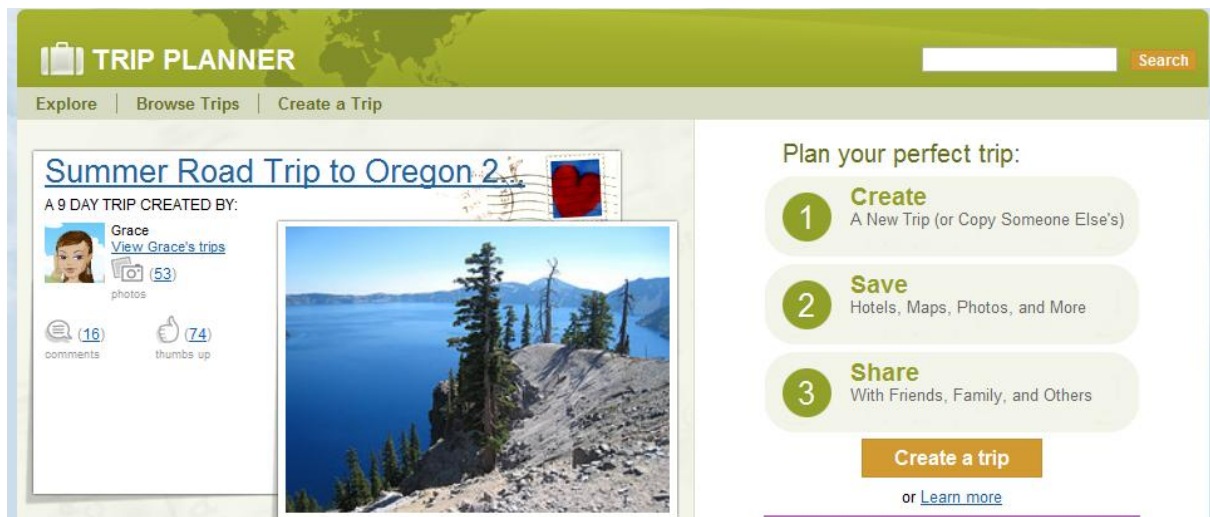 TRIP PLANNER
Search
Explore
Browse Trips
Create a Trip
Summer Road Trip to Oregon 2...
A 9 DAY TRIP CREATED BY:
Grace
View Grace's trips
(53)
photos
(16)
comments
(74)
thumbs up
Plan your perfect trip:
1
Create
A New Trip (or Copy Someone Else's)
2
Save
Hotels, Maps, Photos, and More
3
Share
With Friends, Family, and Others
Create a trip
or Learn more